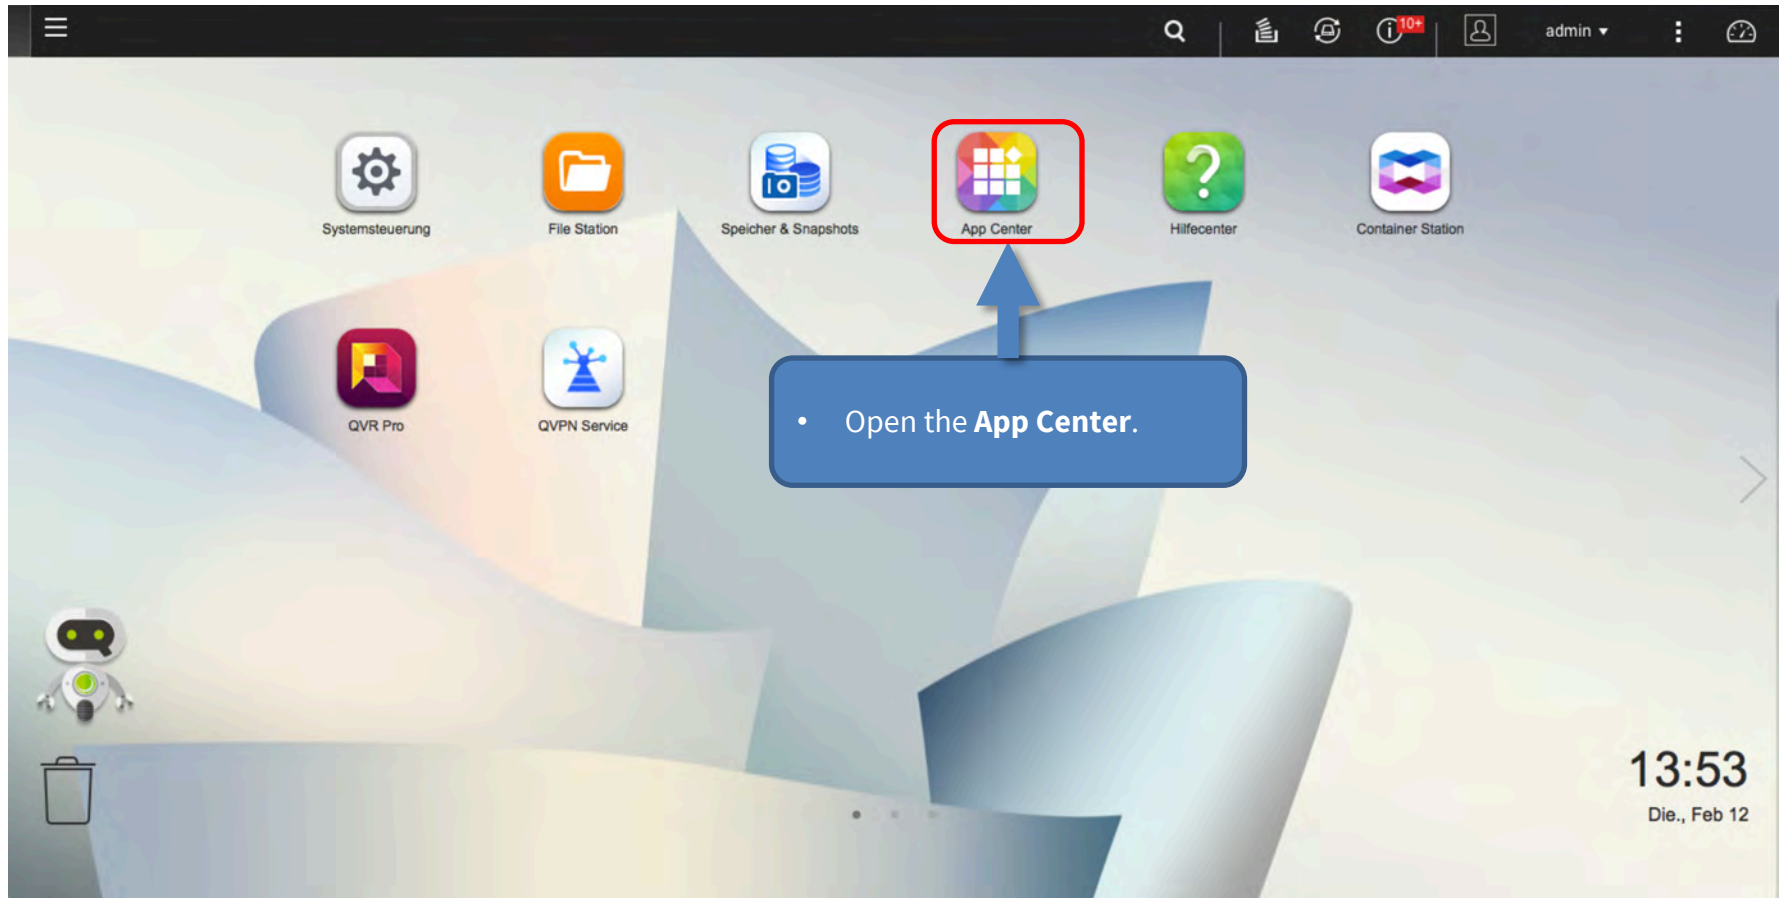 10+
admin
Systemsteuerung
File Station
Speicher & Snapshots
App Center
Hilfecenter
Container Station
QVR Pro
QVPN Service
• Open the App Center.
13:53
Die., Feb 12